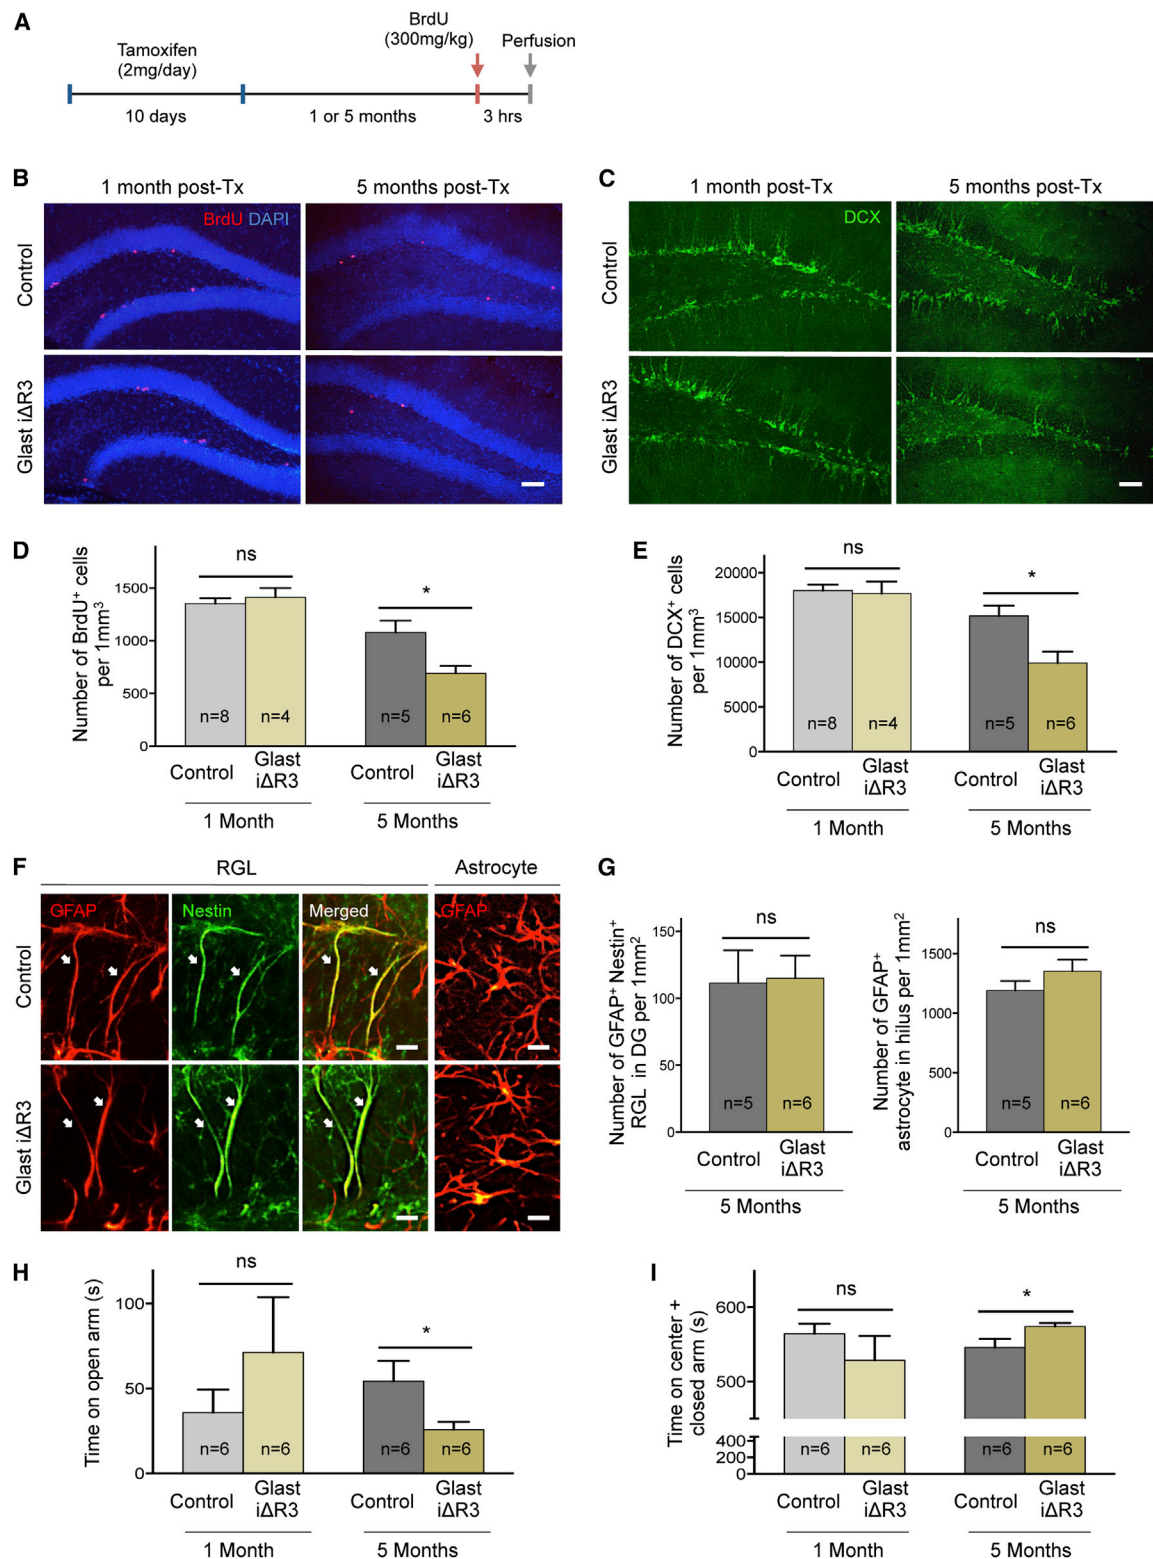 A
Tamoxifen
(2mg/day)
BrdU
(300mg/kg)
Perfusion
10 days
1 or 5 months
3 hrs
B
1 month post-Tx
5 months post-Tx
Control
BrdU DAPI
Glast iΔR3
C
1 month post-Tx
5 months post-Tx
Control
DCX
Glast iΔR3
D
Number of BrdU⁺ cells
per 1mm³
1500
1000
500
0
ns
*
n=8
n=4
n=5
n=6
Control
Glast
iΔR3
Control
Glast
iΔR3
1 Month
5 Months
E
Number of DCX⁺ cells
per 1mm³
20000
15000
10000
5000
0
ns
*
n=8
n=4
n=5
n=6
Control
Glast
iΔR3
Control
Glast
iΔR3
1 Month
5 Months
F
RGL
Astrocyte
Control
GFAP
Nestin
Merged
GFAP
Glast iΔR3
G
Number of GFAP⁺ Nestin⁺
RGL in DG per 1mm²
150
100
50
0
ns
n=5
n=6
Control
Glast
iΔR3
5 Months
Number of GFAP⁺
astrocyte in hilus per 1mm²
1500
1000
500
0
ns
n=5
n=6
Control
Glast
iΔR3
5 Months
H
Time on open arm (s)
100
50
0
ns
*
n=6
n=6
n=6
n=6
Control
Glast
iΔR3
Control
Glast
iΔR3
1 Month
5 Months
I
Time on center +
closed arm (s)
600
500
400
200
0
ns
*
n=6
n=6
n=6
n=6
Control
Glast
iΔR3
Control
Glast
iΔR3
1 Month
5 Months